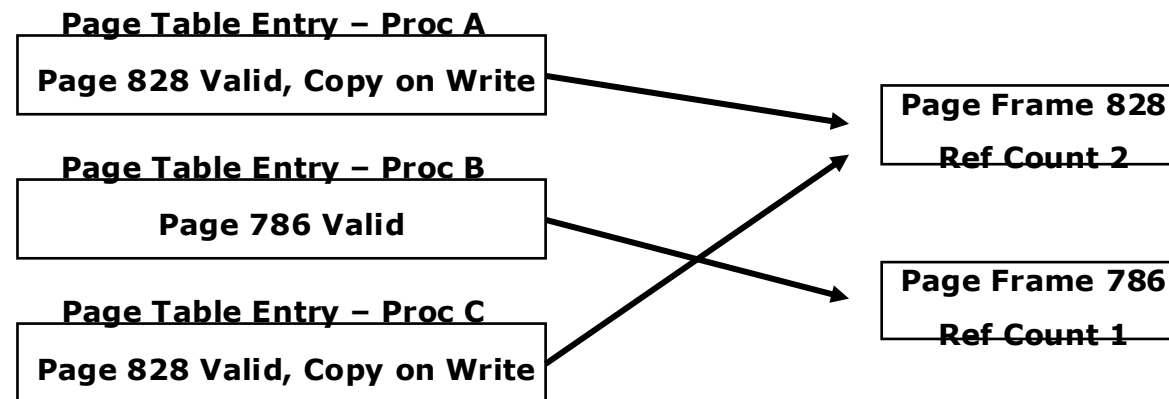 Page Table Entry – Proc A
Page 828 Valid, Copy on Write
Page Table Entry – Proc B
Page 786 Valid
Page Table Entry – Proc C
Page 828 Valid, Copy on Write
Page Frame 828
Ref Count 2
Page Frame 786
Ref Count 1